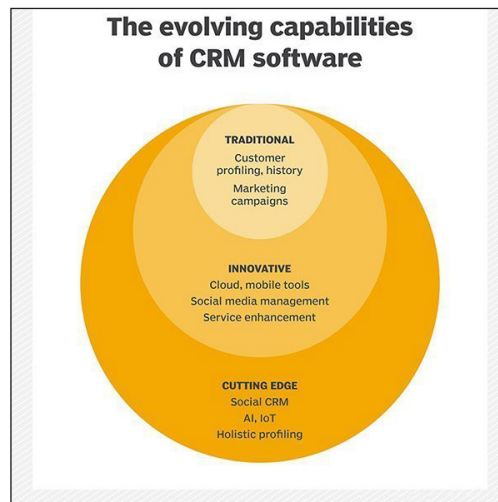 The evolving capabilities
of CRM software
TRADITIONAL
Customer
profiling, history
Marketing
campaigns
INNOVATIVE
Cloud, mobile tools
Social media management
Service enhancement
CUTTING EDGE
Social CRM
AI, IoT
Holistic profiling